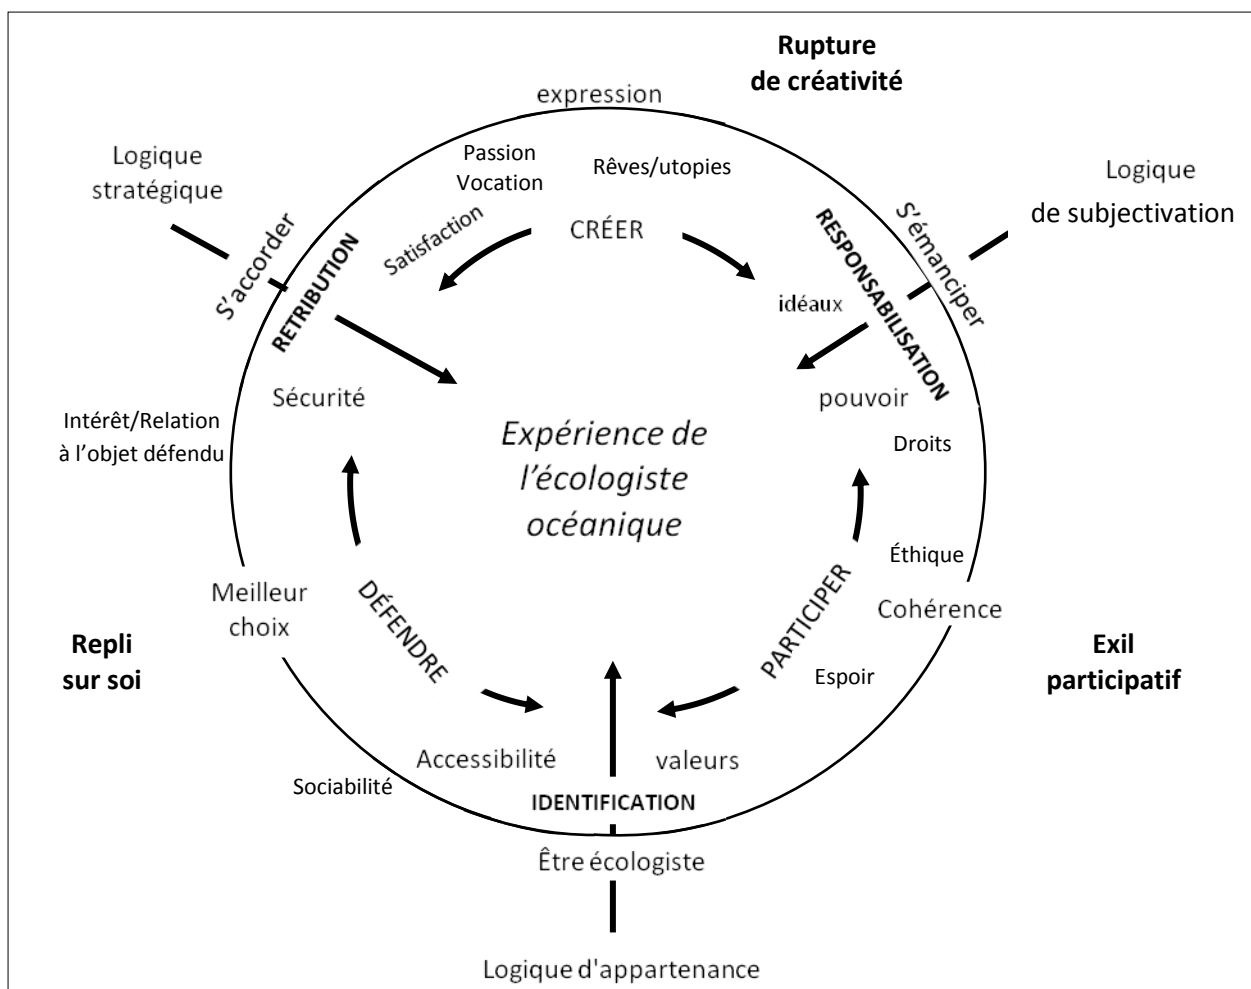 Rupture
de créativité
expression
Logique
stratégique
Passion
Vocation
Rêves/utopies
Logique
de subjectivation
S'accorder
RETRIBUTION
Satisfaction
CRÉER
RESPONSABILISATION
S'émanciper
idéaux
Sécurité
pouvoir
Intérêt/Relation
à l'objet défendu
Droits
Expérience de
l'écologiste
océanique
Éthique
Meilleur
choix
DÉFENDRE
PARTICIPER
Cohérence
Repli
sur soi
Exil
participatif
Espoir
Accessibilité
valeurs
Sociabilité
IDENTIFICATION
Être écologiste
Logique d'appartenance